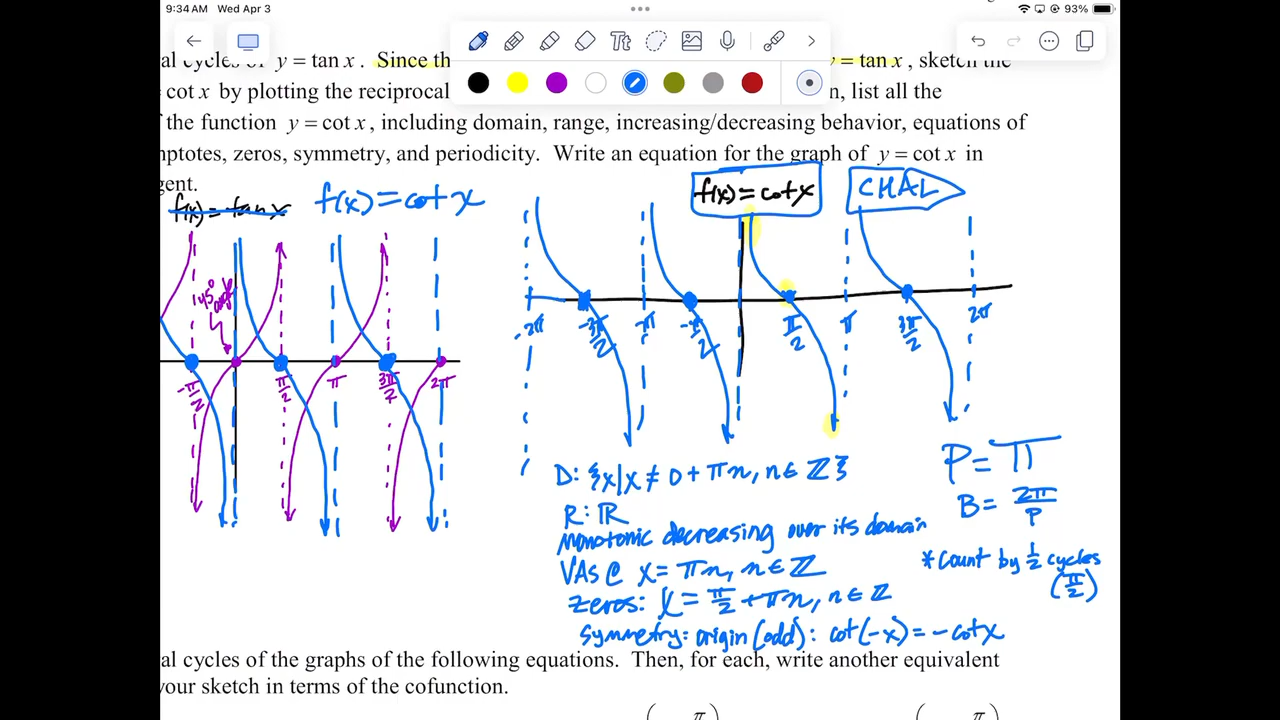 9:34 AM Wed Apr 3
93%
al cycles of y = tan x. Since th
y = tan x, sketch the
cot x by plotting the reciprocal
n, list all the
f the function y = cot x, including domain, range, increasing/decreasing behavior, equations of
nptotes, zeros, symmetry, and periodicity. Write an equation for the graph of y = cot x in
gent.
f(x) = tan x
f(x) = cot x
f(x) = cot x
CHAL
45° ref
-π/2
π/2
π
3π/2
2π
-2π
-3π/2
-π
-π/2
π/2
π
3π/2
2π
D: {x|x ≠ 0 + πn, n ∈ ℤ}
R: ℝ
Monotonic decreasing over its domain
VAs @ x = πn, n ∈ ℤ
Zeros: x = π/2 + πn, n ∈ ℤ
Symmetry: origin (odd): cot(-x) = -cot x
P = π
B = 2π/P
* Count by 1/2 cycles
(π/2)
al cycles of the graphs of the following equations. Then, for each, write another equivalent
your sketch in terms of the cofunction.